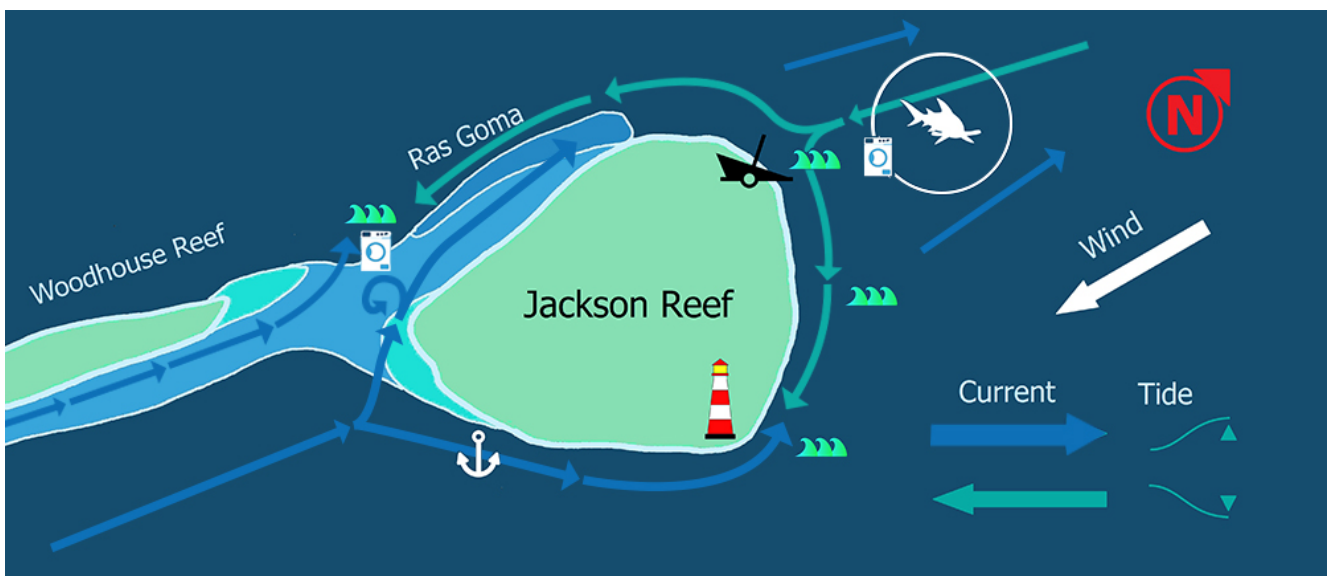 Ras Goma
N
Woodhouse Reef
Wind
Jackson Reef
Current
Tide